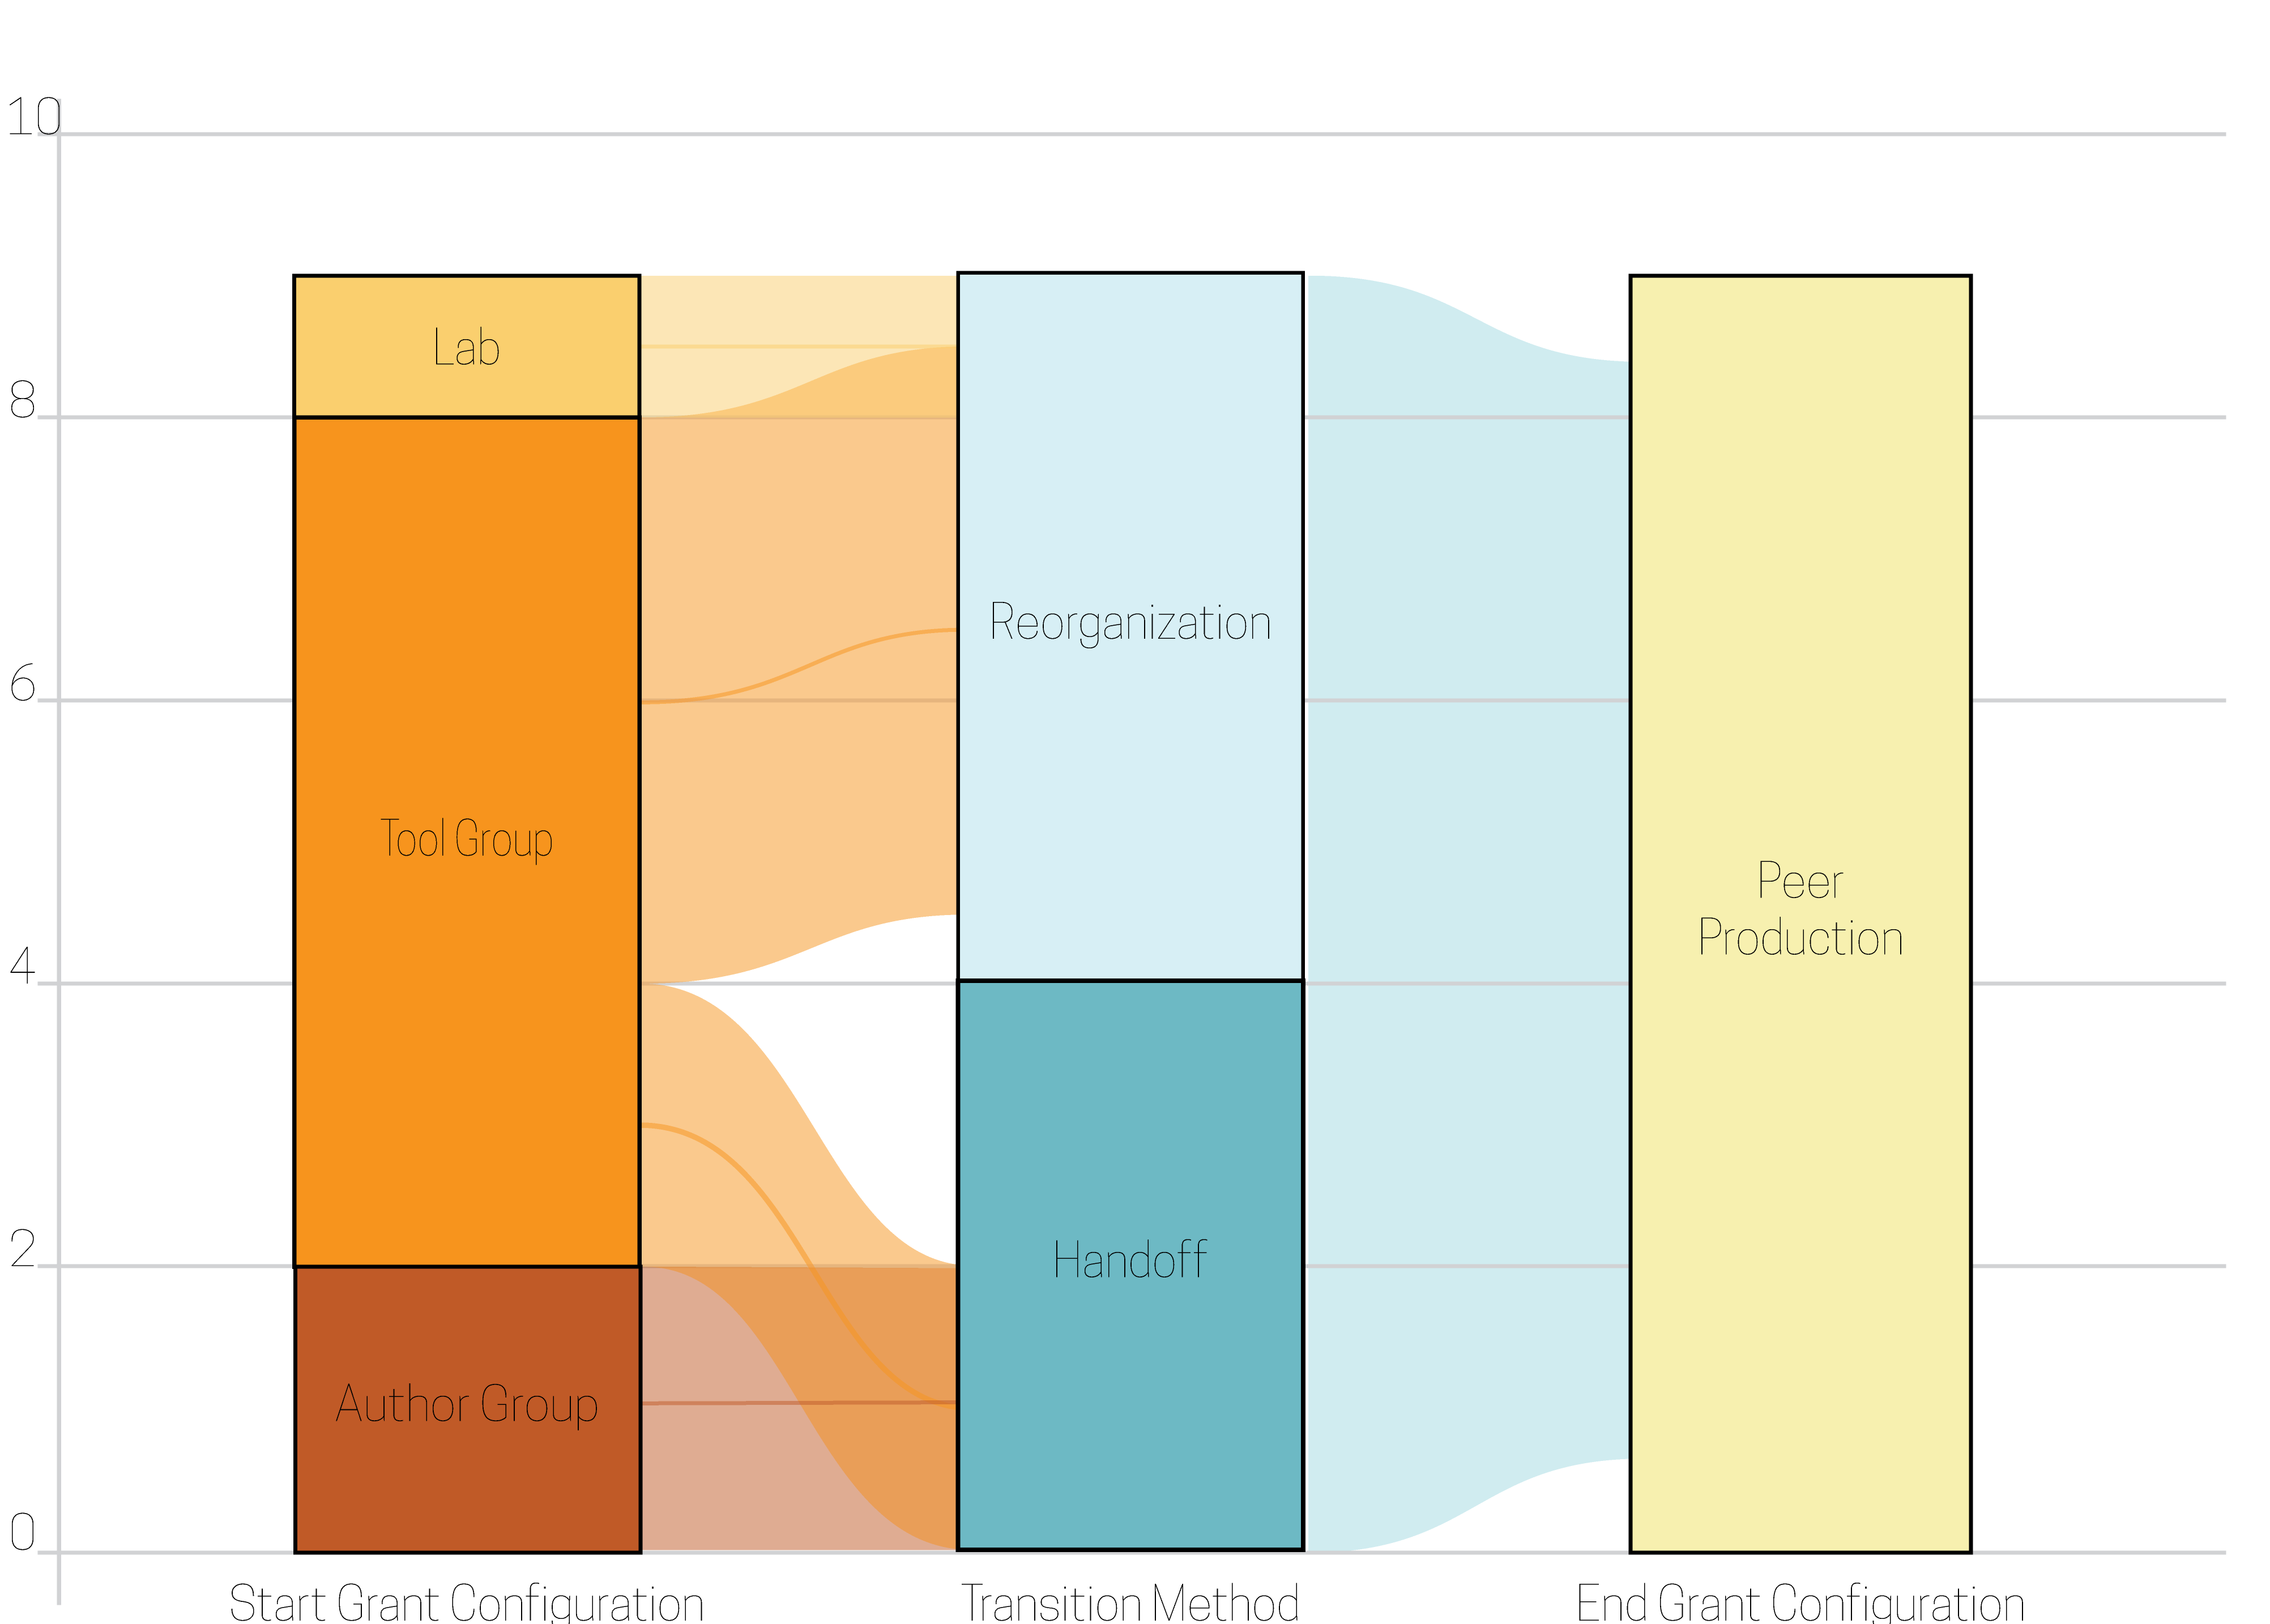 10
8
6
4
2
0
Lab
Tool Group
Author Group
Reorganization
Handoff
Peer
Production
Start Grant Configuration
Transition Method
End Grant Configuration